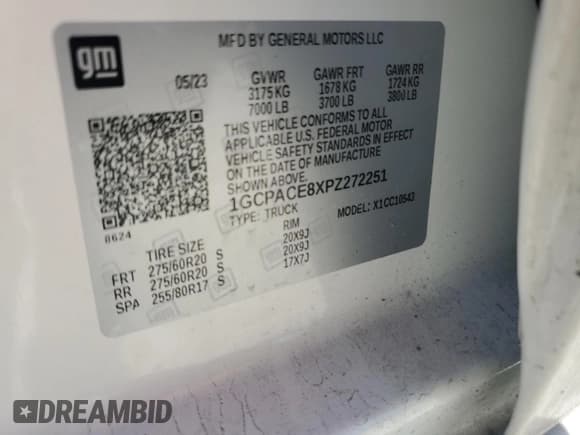 gm
MFD BY GENERAL MOTORS LLC
05/23 GVWR GAWR FRT GAWR RR
3175 KG 1678 KG 1724 KG
7000 LB 3700 LB 3800 LB
THIS VEHICLE CONFORMS TO ALL
APPLICABLE U.S. FEDERAL MOTOR
VEHICLE SAFETY STANDARDS IN EFFECT
ON THE DATE OF MANUFACTURE
SHOWN ABOVE.
1GCPACE8XPZ272251
TYPE: TRUCK MODEL: X1CC10543
8624
TIRE SIZE RIM
FRT 275/60R20 S 20X9J
RR 275/60R20 S 20X9J
SPA 255/80R17 S 17X7J
DREAMBID